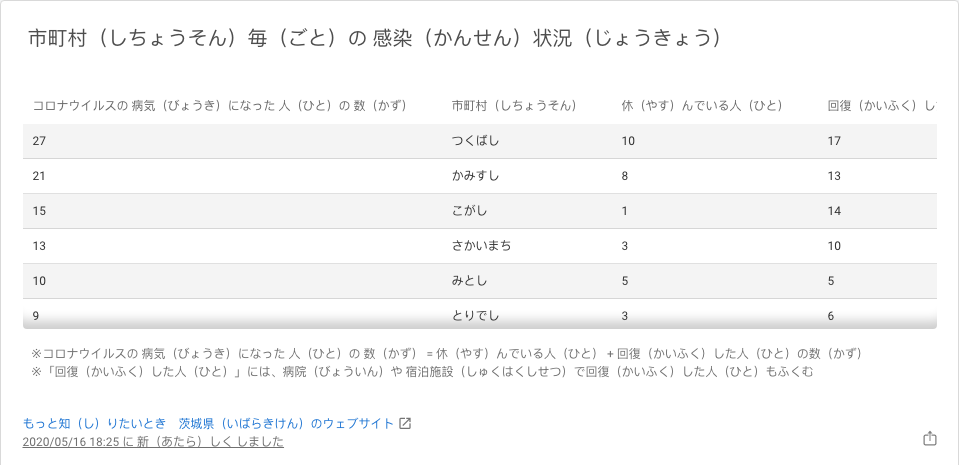 市町村（しちょうそん）毎（ごと）の 感染（かんせん）状況（じょうきょう）
コロナウイルスの 病気（びょうき）になった 人（ひと）の 数（かず） 市町村（しちょうそん） 休（やす）んでいる人（ひと） 回復（かいふく）し
27 つくばし 10 17
21 かみすし 8 13
15 こがし 1 14
13 さかいまち 3 10
10 みとし 5 5
9 とりでし 3 6
※コロナウイルスの 病気（びょうき）になった 人（ひと）の 数（かず） = 休（やす）んでいる人（ひと） + 回復（かいふく）した人（ひと）の数（かず）
※「回復（かいふく）した人（ひと）」には、病院（びょういん）や 宿泊施設（しゅくはくしせつ）で回復（かいふく）した人（ひと）もふくむ
もっと知（し）りたいとき　茨城県（いばらきけん）のウェブサイト
2020/05/16 18:25 に 新（あたら）しく しました